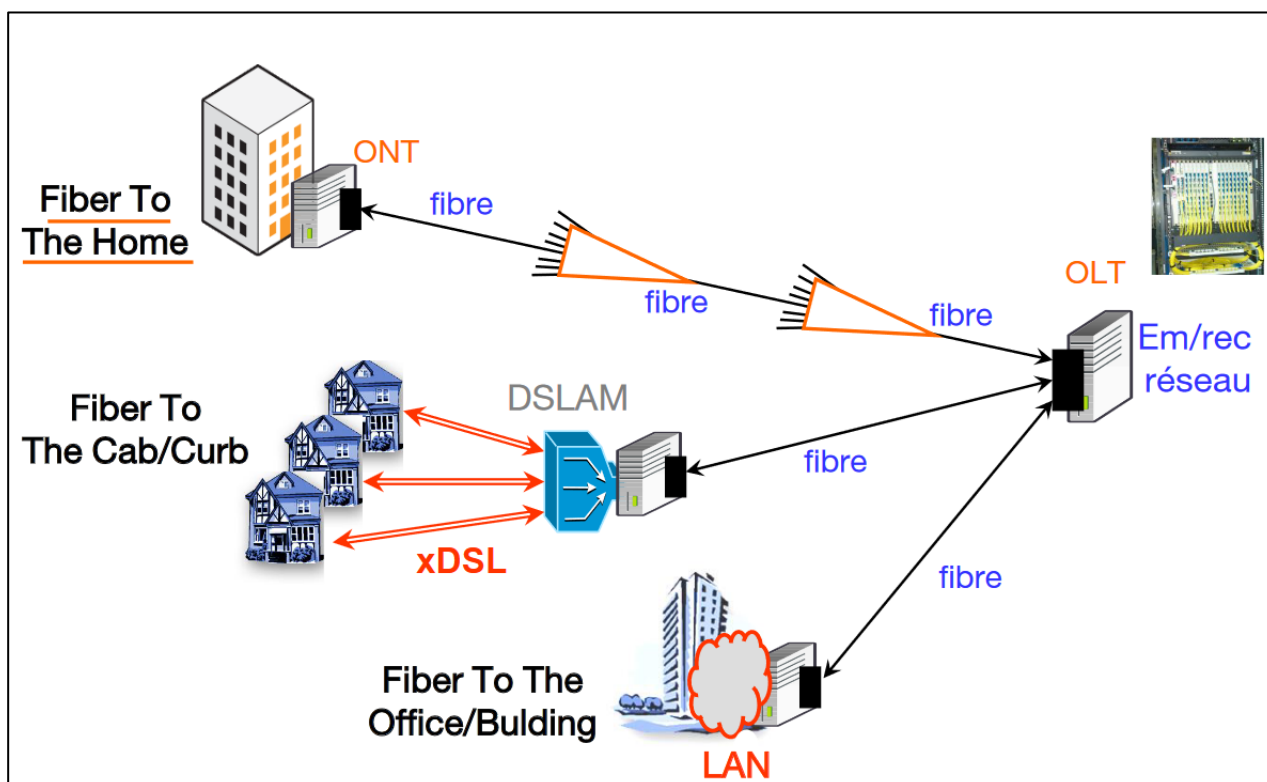 ONT
Fiber To
The Home
fibre
fibre
fibre
OLT
Em/rec
réseau
Fiber To
The Cab/Curb
DSLAM
fibre
xDSL
fibre
Fiber To The
Office/Bulding
LAN